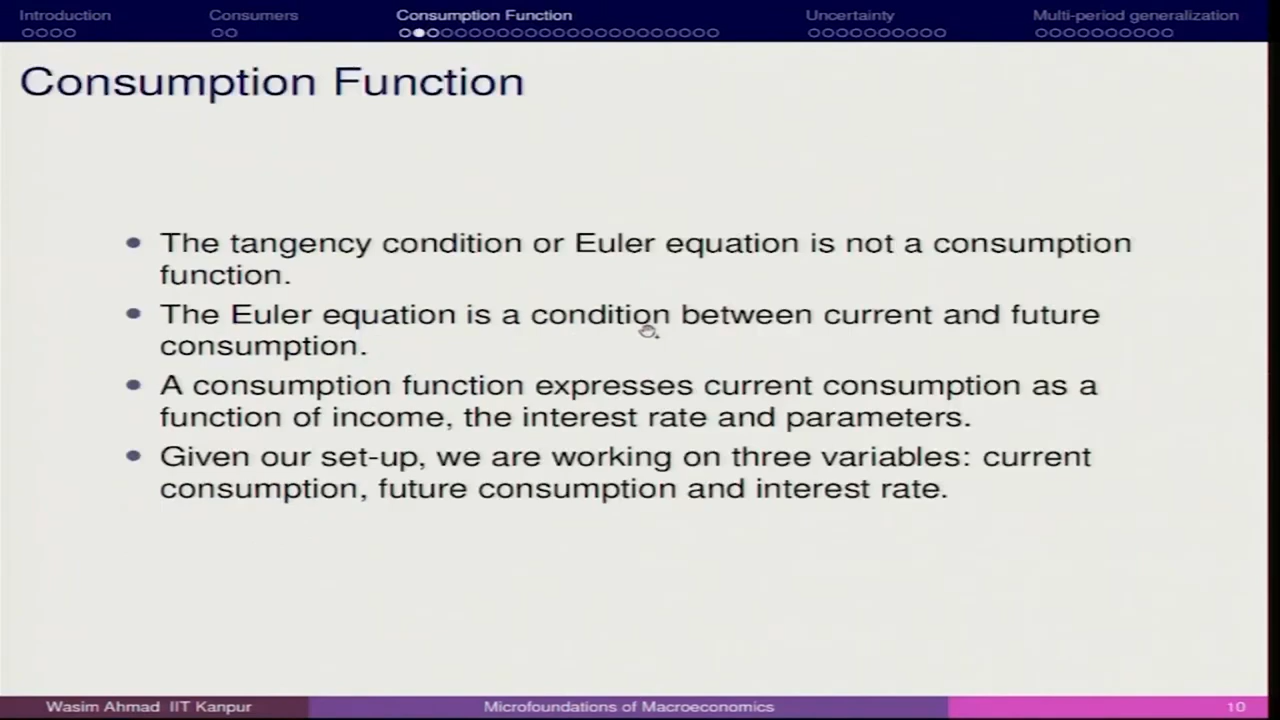 Introduction Consumers Consumption Function Uncertainty Multi-period generalization
Consumption Function
The tangency condition or Euler equation is not a consumption
function.
The Euler equation is a condition between current and future
consumption.
A consumption function expresses current consumption as a
function of income, the interest rate and parameters.
Given our set-up, we are working on three variables: current
consumption, future consumption and interest rate.
Wasim Ahmad IIT Kanpur Microfoundations of Macroeconomics 10